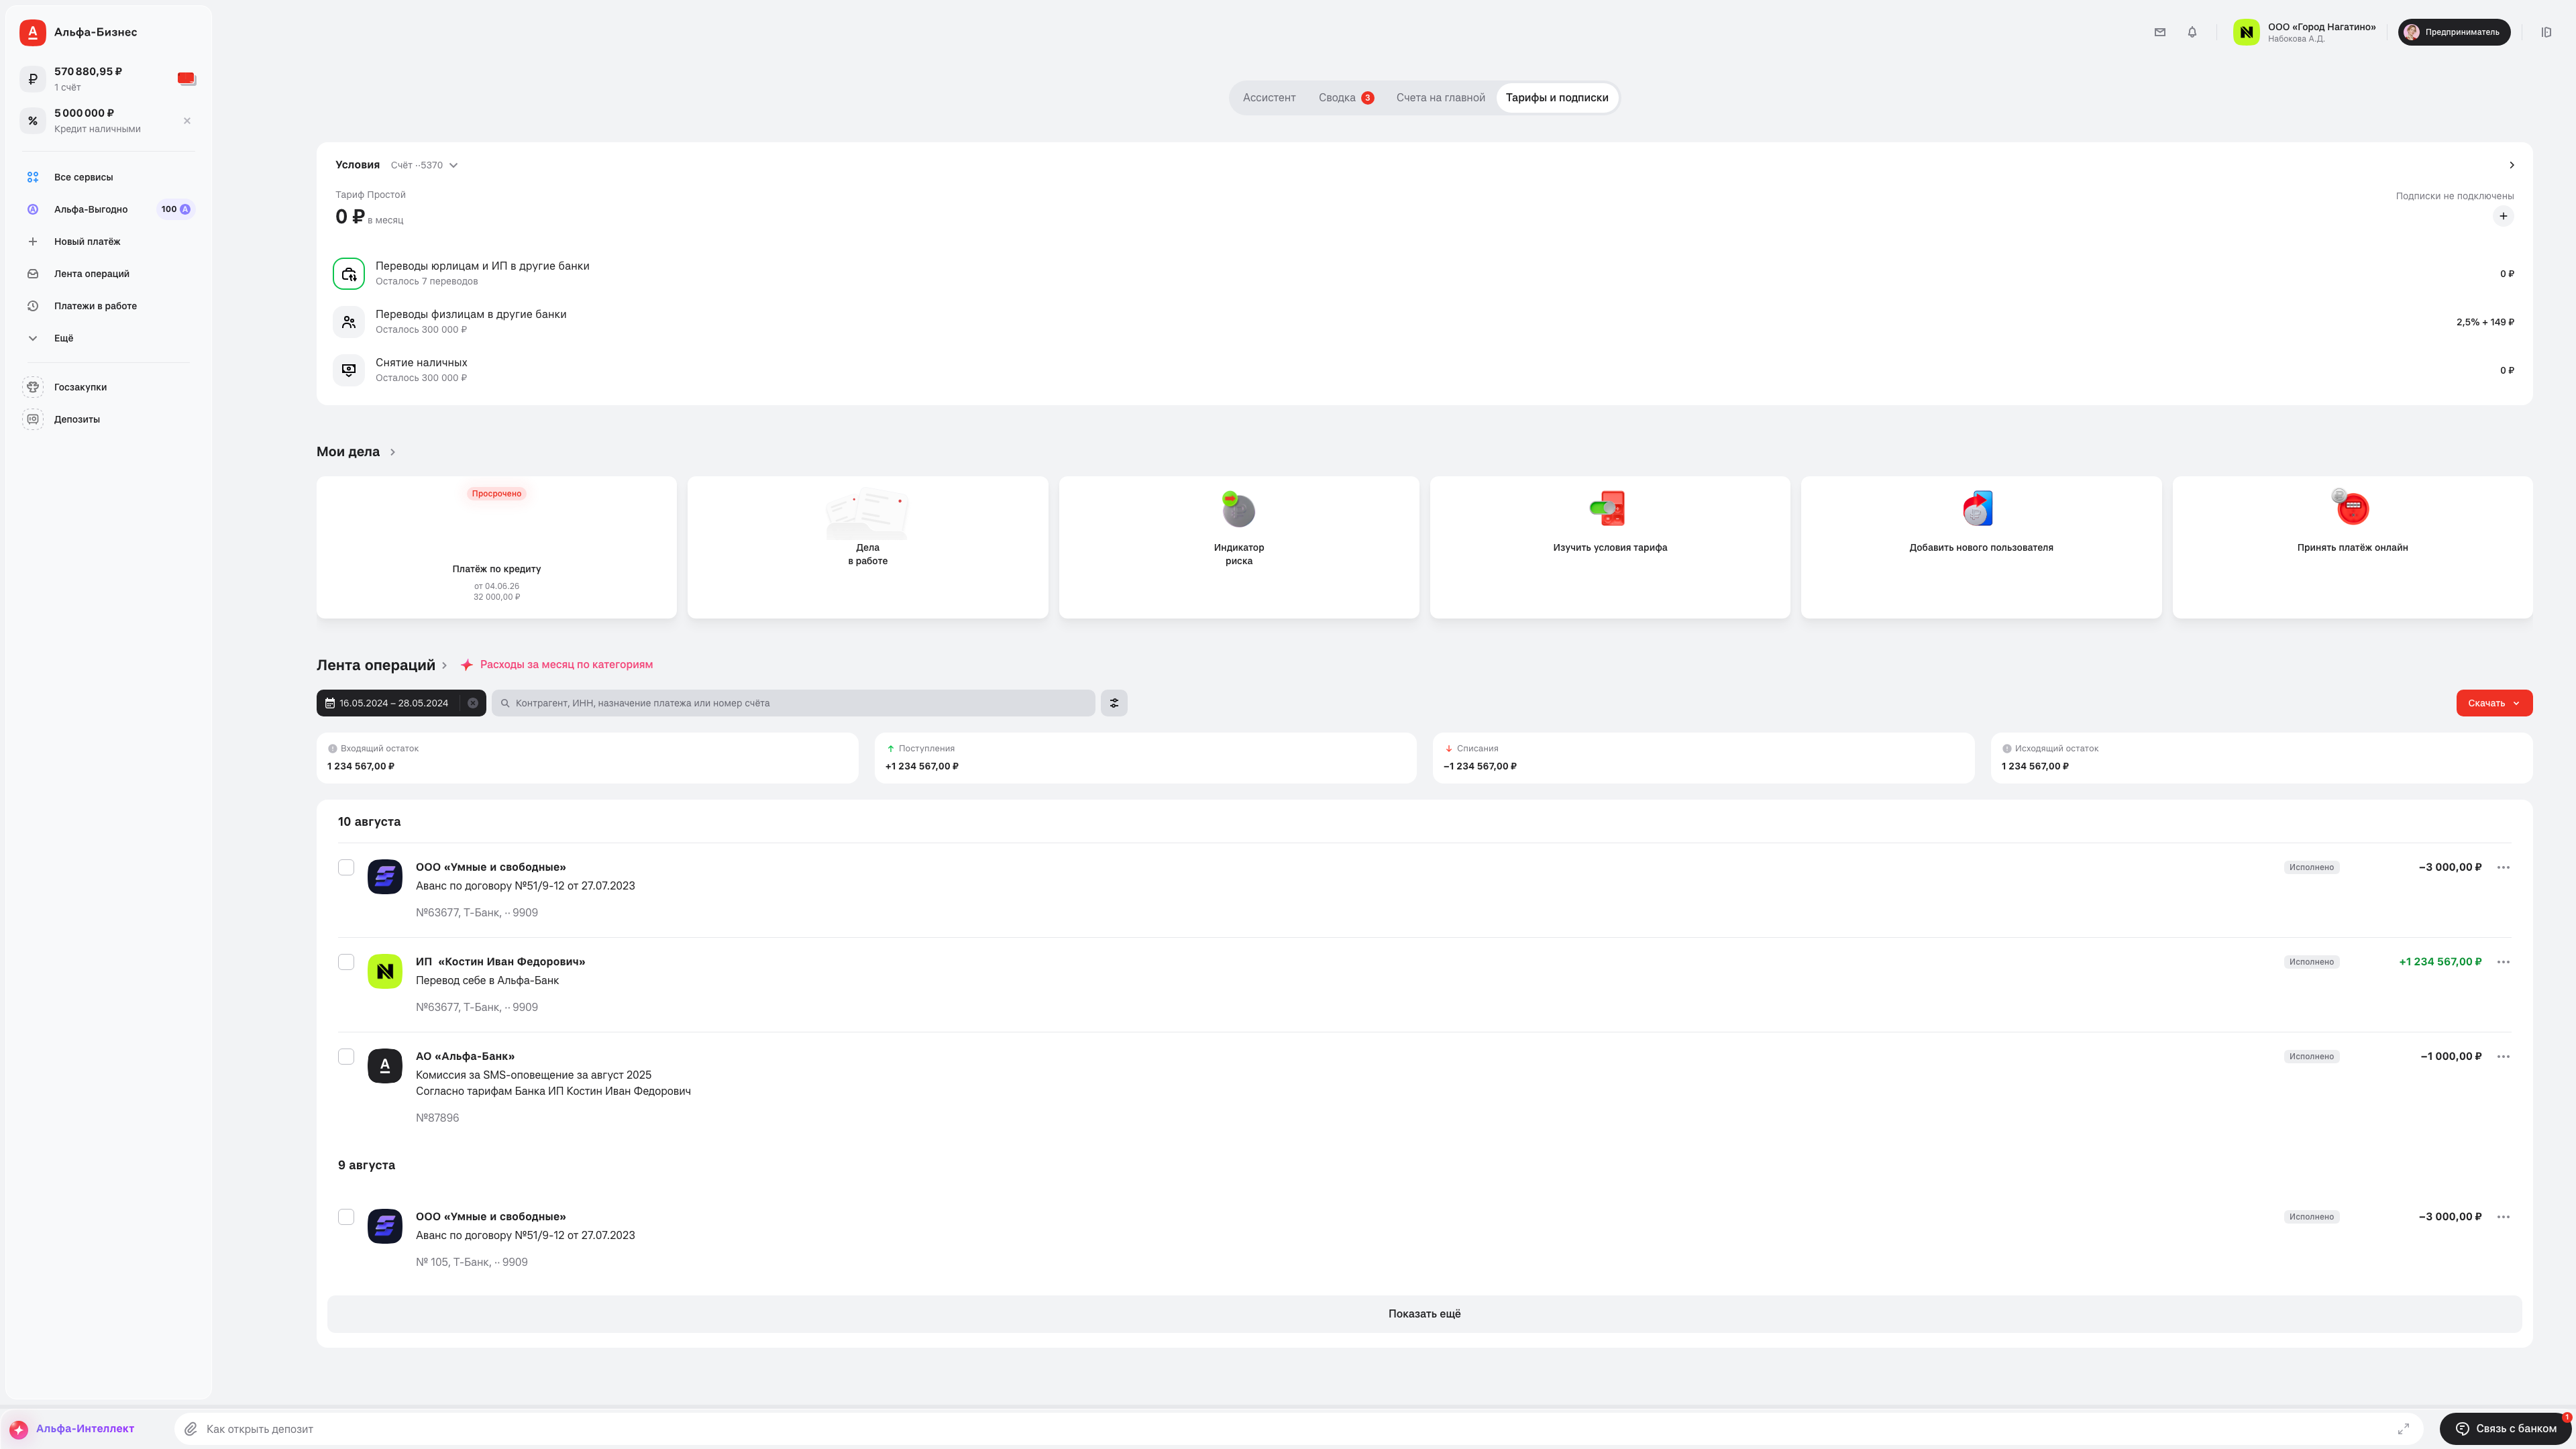 Альфа-Бизнес
570 880,95 ₽
1 счёт
5 000 000 ₽
Кредит наличными
Все сервисы
Альфа-Выгодно 100
Новый платёж
Лента операций
Платежи в работе
Ещё
Госзакупки
Депозиты
ООО «Город Нагатино»
Набокова А.Д.
Предприниматель
Ассистент Сводка 3 Счета на главной Тарифы и подписки
Условия Счёт ··5370
Тариф Простой
0 ₽ в месяц
Подписки не подключены
Переводы юрлицам и ИП в другие банки
Осталось 7 переводов
0 ₽
Переводы физлицам в другие банки
Осталось 300 000 ₽
2,5% + 149 ₽
Снятие наличных
Осталось 300 000 ₽
0 ₽
Мои дела
Просрочено
Платёж по кредиту
от 04.06.26
32 000,00 ₽
Дела
в работе
Индикатор
риска
Изучить условия тарифа
Добавить нового пользователя
Принять платёж онлайн
Лента операций Расходы за месяц по категориям
16.05.2024 – 28.05.2024
Контрагент, ИНН, назначение платежа или номер счёта
Скачать
Входящий остаток
1 234 567,00 ₽
Поступления
+1 234 567,00 ₽
Списания
–1 234 567,00 ₽
Исходящий остаток
1 234 567,00 ₽
10 августа
ООО «Умные и свободные»
Аванс по договору №51/9-12 от 27.07.2023
№63677, Т-Банк, ·· 9909
Исполнено
–3 000,00 ₽
ИП «Костин Иван Федорович»
Перевод себе в Альфа-Банк
№63677, Т-Банк, ·· 9909
Исполнено
+1 234 567,00 ₽
АО «Альфа-Банк»
Комиссия за SMS-оповещение за август 2025
Согласно тарифам Банка ИП Костин Иван Федорович
№87896
Исполнено
–1 000,00 ₽
9 августа
ООО «Умные и свободные»
Аванс по договору №51/9-12 от 27.07.2023
№ 105, Т-Банк, ·· 9909
Исполнено
–3 000,00 ₽
Показать ещё
Альфа-Интеллект
Как открыть депозит
Связь с банком
1